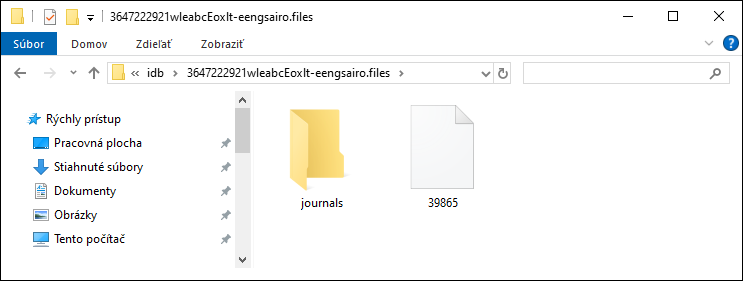 3647222921wleabcEoxlt-eengsairo.files
Súbor Domov Zdieľať Zobraziť
« idb > 3647222921wleabcEoxlt-eengsairo.files >
Rýchly prístup
Pracovná plocha
Stiahnuté súbory
Dokumenty
Obrázky
Tento počítač
journals
39865